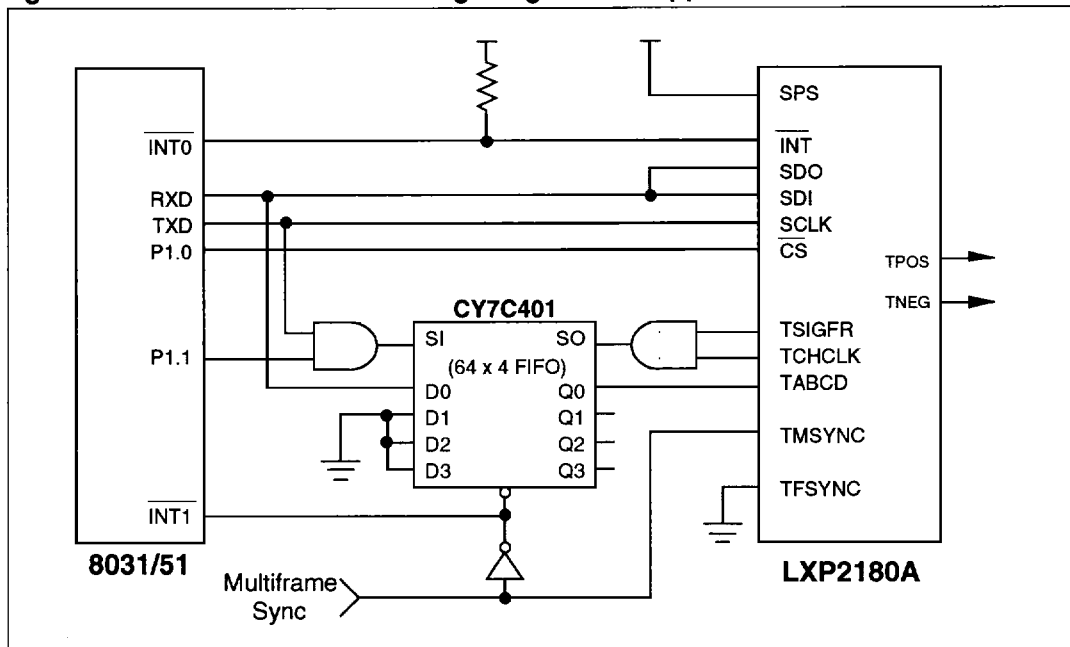 INT0
RXD
TXD
P1.0
P1.1
INT1
8031/51
CY7C401
SI
SO
(64 x 4 FIFO)
D0
Q0
D1
Q1
D2
Q2
D3
Q3
SPS
INT
SDO
SDI
SCLK
CS
TPOS
TNEG
TSIGFR
TCHCLK
TABCD
TMSYNC
TFSYNC
LXP2180A
Multiframe
Sync